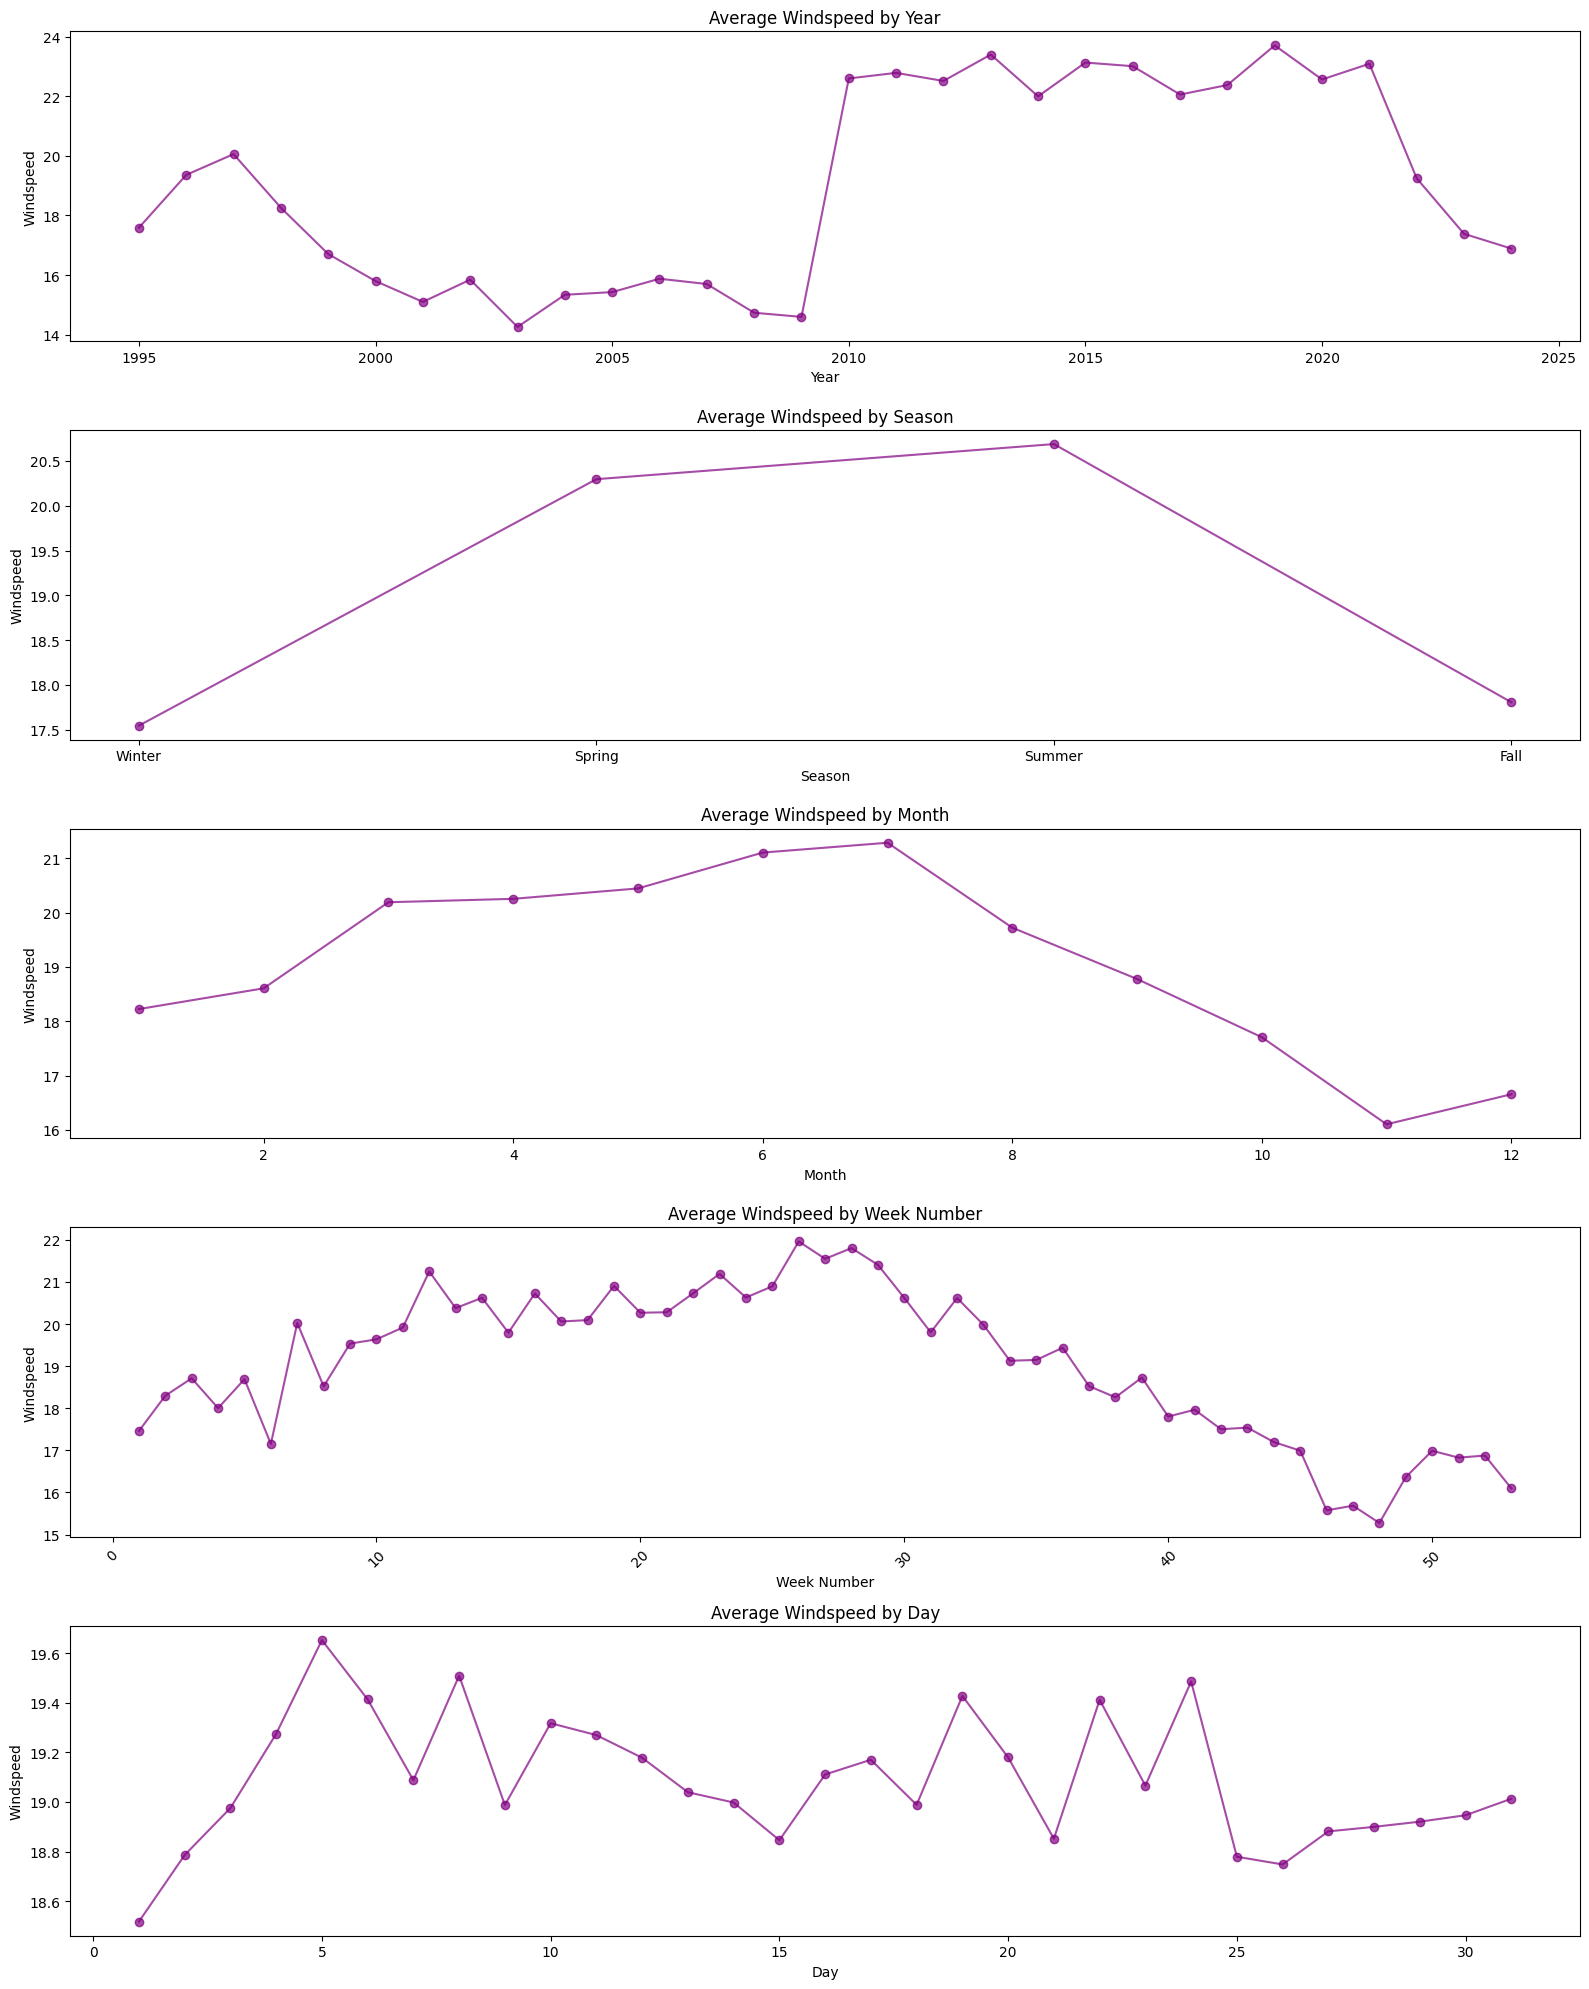 Average Windspeed by Year
Windspeed
24
22
20
18
16
14
1995 2000 2005 2010 2015 2020 2025
Year
Average Windspeed by Season
Windspeed
20.5
20.0
19.5
19.0
18.5
18.0
17.5
Winter Spring Summer Fall
Season
Average Windspeed by Month
Windspeed
21
20
19
18
17
16
2 4 6 8 10 12
Month
Average Windspeed by Week Number
Windspeed
22
21
20
19
18
17
16
15
0 10 20 30 40 50
Week Number
Average Windspeed by Day
Windspeed
19.6
19.4
19.2
19.0
18.8
18.6
0 5 10 15 20 25 30
Day